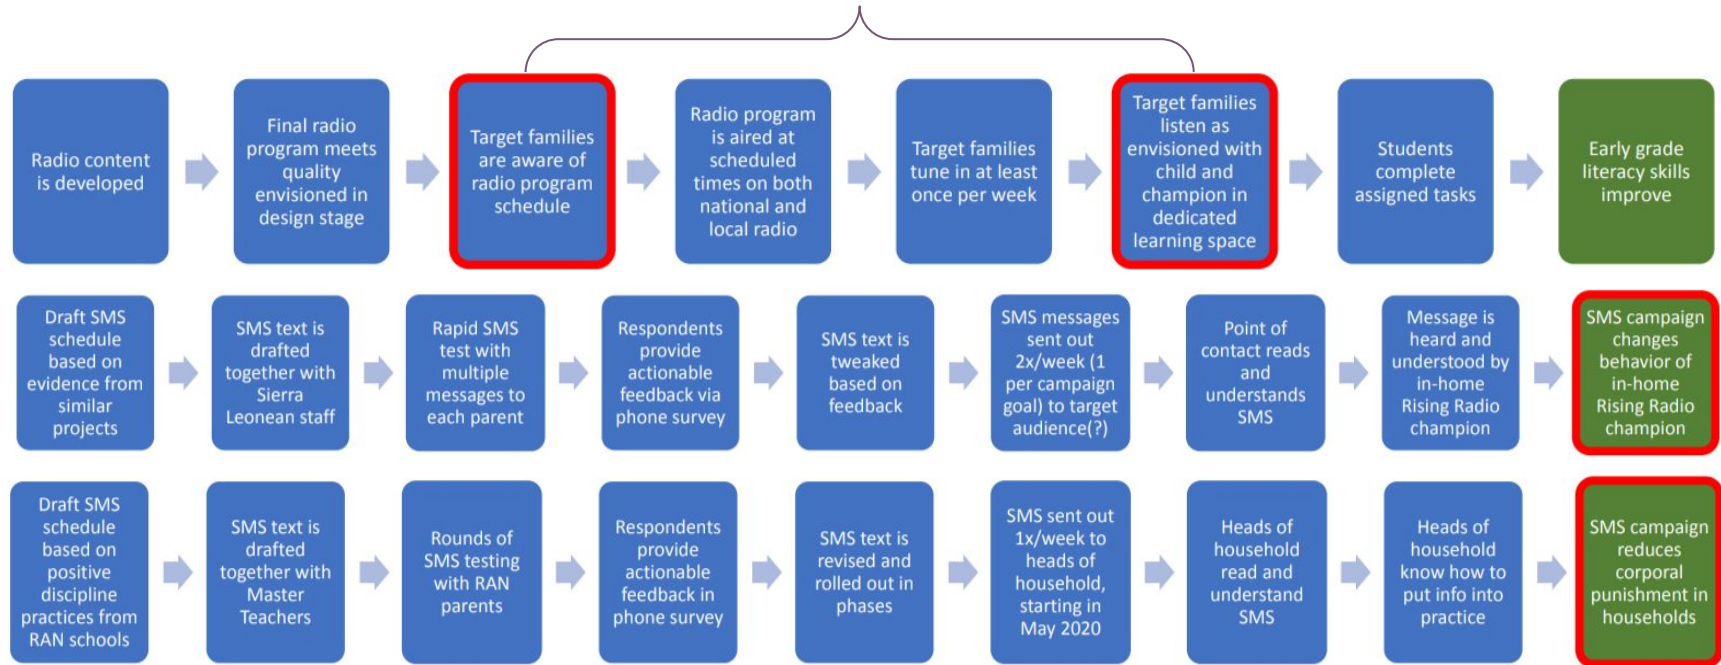 Radio content
is developed
Final radio
program meets
quality
envisioned in
design stage
Target families
are aware of
radio program
schedule
Radio program
is aired at
scheduled
times on both
national and
local radio
Target families
tune in at least
once per week
Target families
listen as
envisioned with
child and
champion in
dedicated
learning space
Students
complete
assigned tasks
Early grade
literacy skills
improve
Draft SMS
schedule
based on
evidence from
similar
projects
SMS text is
drafted
together with
Sierra
Leonean staff
Rapid SMS
test with
multiple
messages to
each parent
Respondents
provide
actionable
feedback via
phone survey
SMS text is
tweaked
based on
feedback
SMS messages
sent out
2x/week (1
per campaign
goal) to target
audience(?)
Point of
contact reads
and
understands
SMS
Message is
heard and
understood by
in-home
Rising Radio
champion
SMS campaign
changes
behavior of
in-home
Rising Radio
champion
Draft SMS
schedule
based on
positive
discipline
practices from
RAN schools
SMS text is
drafted
together with
Master
Teachers
Rounds of
SMS testing
with RAN
parents
Respondents
provide
actionable
feedback in
phone survey
SMS text is
revised and
rolled out in
phases
SMS sent out
1x/week to
heads of
household,
starting in
May 2020
Heads of
household
read and
understand
SMS
Heads of
household
know how to
put info into
practice
SMS campaign
reduces
corporal
punishment in
households